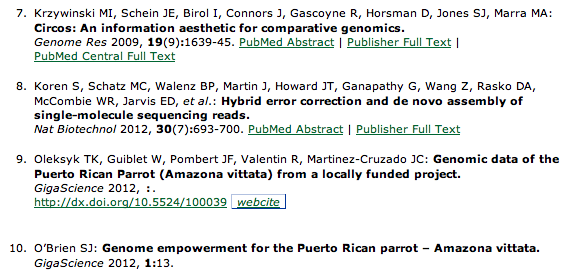 7. Krzywinski MI, Schein JE, Birol I, Connors J, Gascoyne R, Horsman D, Jones SJ, Marra MA:
Circos: An information aesthetic for comparative genomics.
Genome Res 2009, 19(9):1639-45. PubMed Abstract | Publisher Full Text |
PubMed Central Full Text
8. Koren S, Schatz MC, Walenz BP, Martin J, Howard JT, Ganapathy G, Wang Z, Rasko DA,
McCombie WR, Jarvis ED, et al.: Hybrid error correction and de novo assembly of
single-molecule sequencing reads.
Nat Biotechnol 2012, 30(7):693-700. PubMed Abstract | Publisher Full Text
9. Oleksyk TK, Guiblet W, Pombert JF, Valentin R, Martinez-Cruzado JC: Genomic data of the
Puerto Rican Parrot (Amazona vittata) from a locally funded project.
GigaScience 2012, :.
http://dx.doi.org/10.5524/100039 webcite
10. O’Brien SJ: Genome empowerment for the Puerto Rican parrot – Amazona vittata.
GigaScience 2012, 1:13.